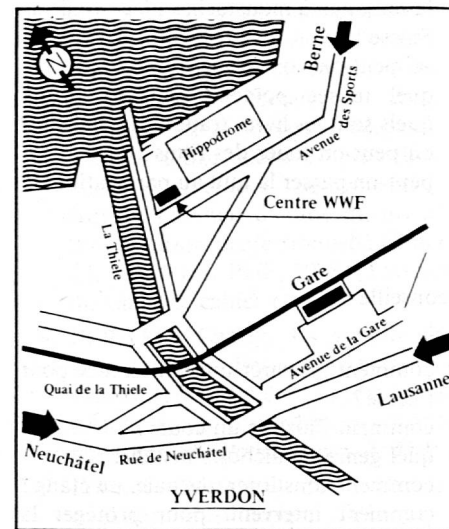 N
Berne
Avenue des Sports
Hippodrome
Centre WWF
La Thiele
Gare
Avenue de la Gare
Quai de la Thiele
Lausanne
Neuchâtel
Rue de Neuchâtel
YVERDON